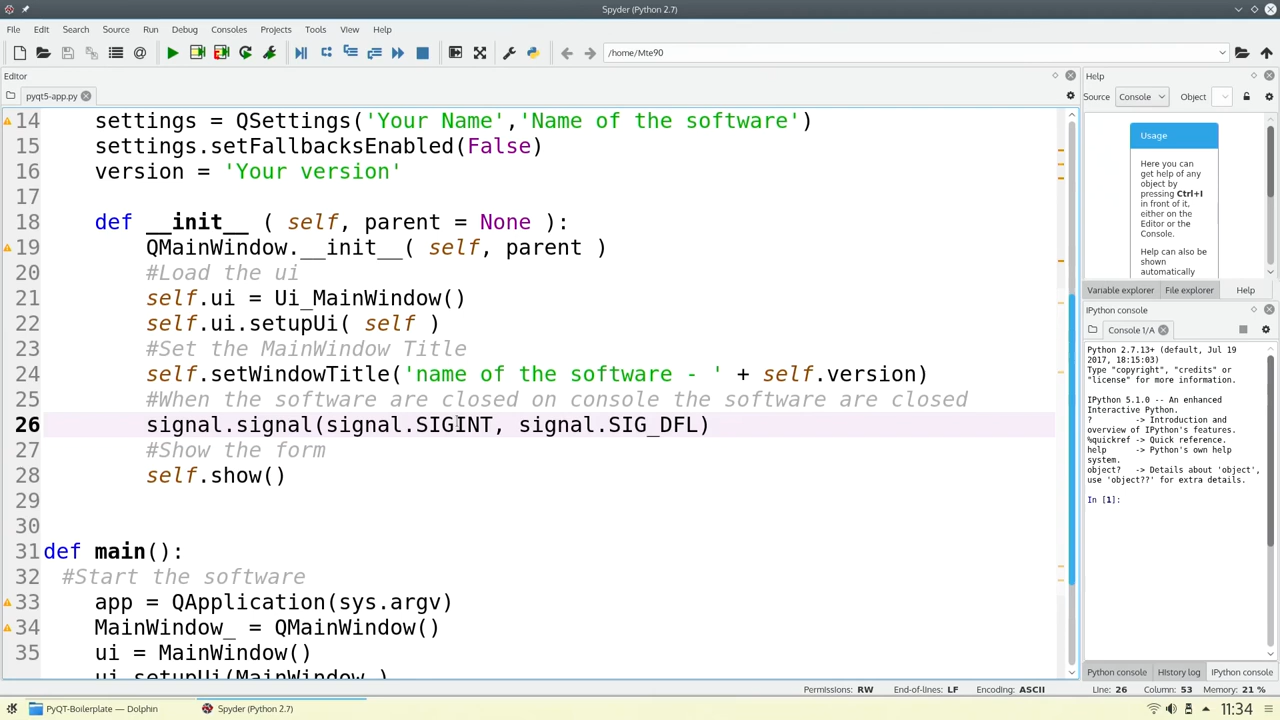 Spyder (Python 2.7)
File Edit Search Source Run Debug Consoles Projects Tools View Help
/home/Mte90
Editor
pyqt5-app.py
14 settings = QSettings('Your Name','Name of the software')
15 settings.setFallbacksEnabled(False)
16 version = 'Your version'
17
18 def __init__ ( self, parent = None ):
19 QMainWindow.__init__( self, parent )
20 #Load the ui
21 self.ui = Ui_MainWindow()
22 self.ui.setupUi( self )
23 #Set the MainWindow Title
24 self.setWindowTitle('name of the software - ' + self.version)
25 #When the software are closed on console the software are closed
26 signal.signal(signal.SIGINT, signal.SIG_DFL)
27 #Show the form
28 self.show()
29
30
31 def main():
32 #Start the software
33 app = QApplication(sys.argv)
34 MainWindow_ = QMainWindow()
35 ui = MainWindow()
ui.setupUi(MainWindow_)
Help
Source Console Object
Usage
Here you can
get help of any
object by
pressing Ctrl+I
in front of it,
either on the
Editor or the
Console.
Help can also be
shown
automatically
Variable explorer File explorer Help
IPython console
Console 1/A
Python 2.7.13+ (default, Jul 19
2017, 18:15:03)
Type "copyright", "credits" or
"license" for more information.
IPython 5.1.0 -- An enhanced
Interactive Python.
? -> Introduction and
overview of IPython's features.
%quickref -> Quick reference.
help -> Python's own help
system.
object? -> Details about 'object',
use 'object??' for extra details.
In [1]:
Python console History log IPython console
Permissions: RW End-of-lines: LF Encoding: ASCII Line: 26 Column: 53 Memory: 21 %
PyQT-Boilerplate — Dolphin Spyder (Python 2.7) 11:34